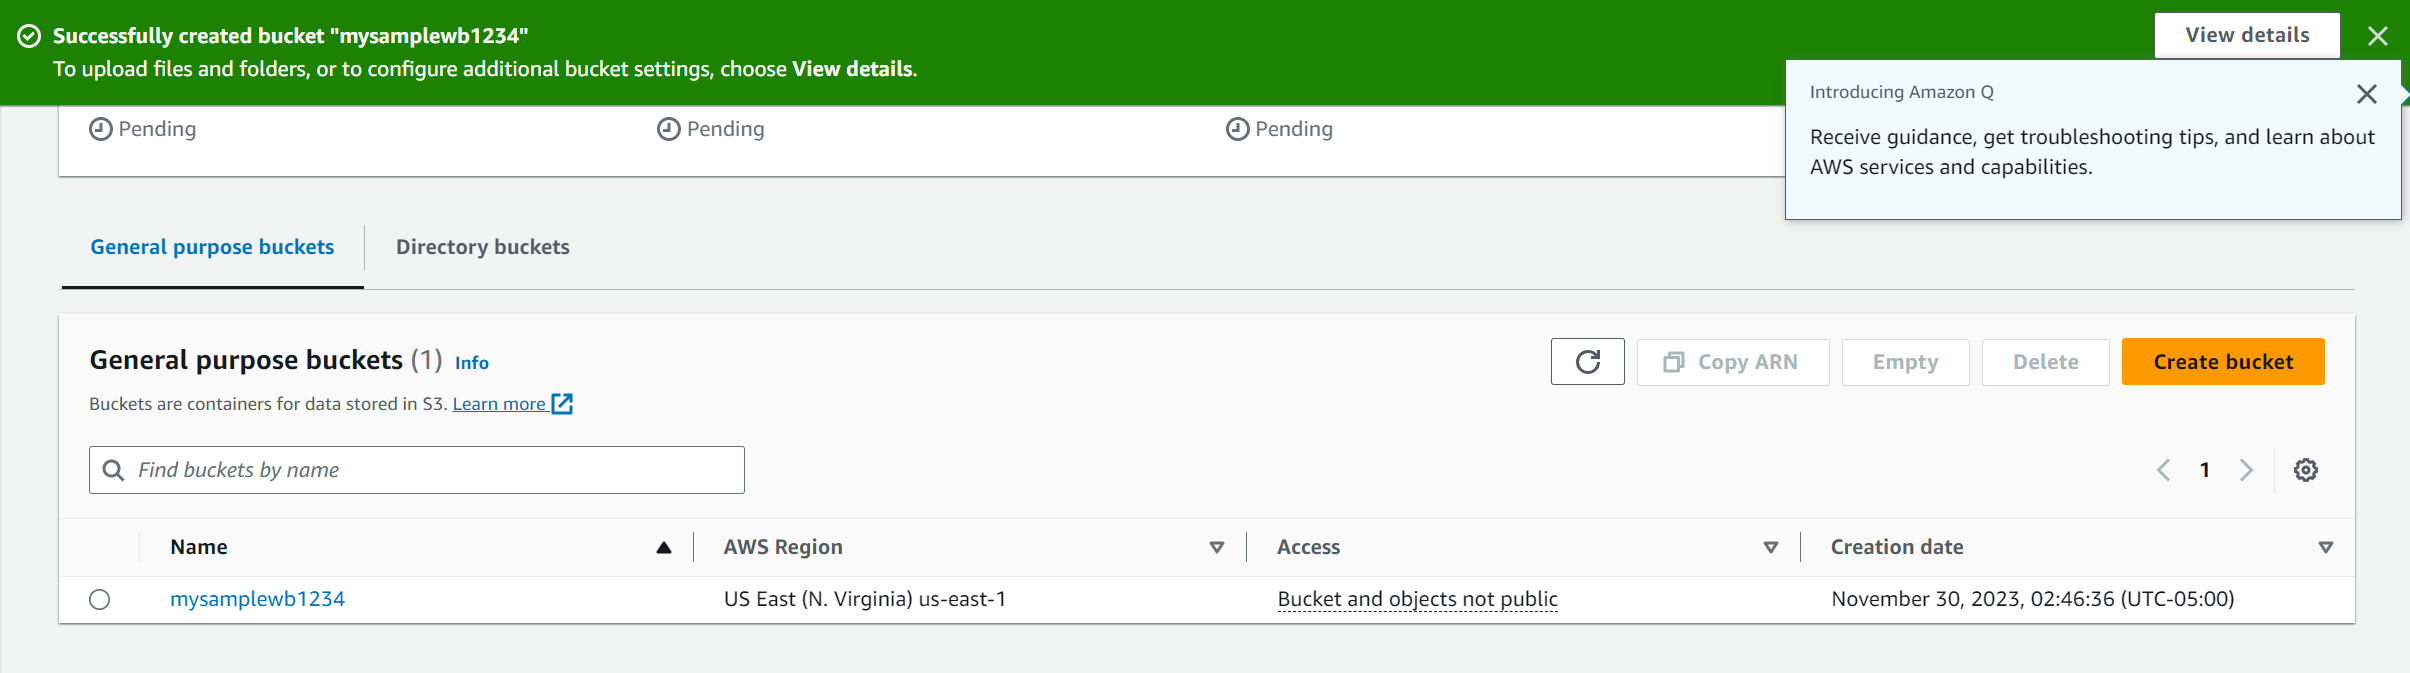 Successfully created bucket "mysamplewb1234"
To upload files and folders, or to configure additional bucket settings, choose View details.
View details
Introducing Amazon Q
Receive guidance, get troubleshooting tips, and learn about
AWS services and capabilities.
Pending
Pending
Pending
General purpose buckets
Directory buckets
General purpose buckets (1) Info
Buckets are containers for data stored in S3. Learn more
Copy ARN
Empty
Delete
Create bucket
Find buckets by name
1
Name
AWS Region
Access
Creation date
mysamplewb1234
US East (N. Virginia) us-east-1
Bucket and objects not public
November 30, 2023, 02:46:36 (UTC-05:00)